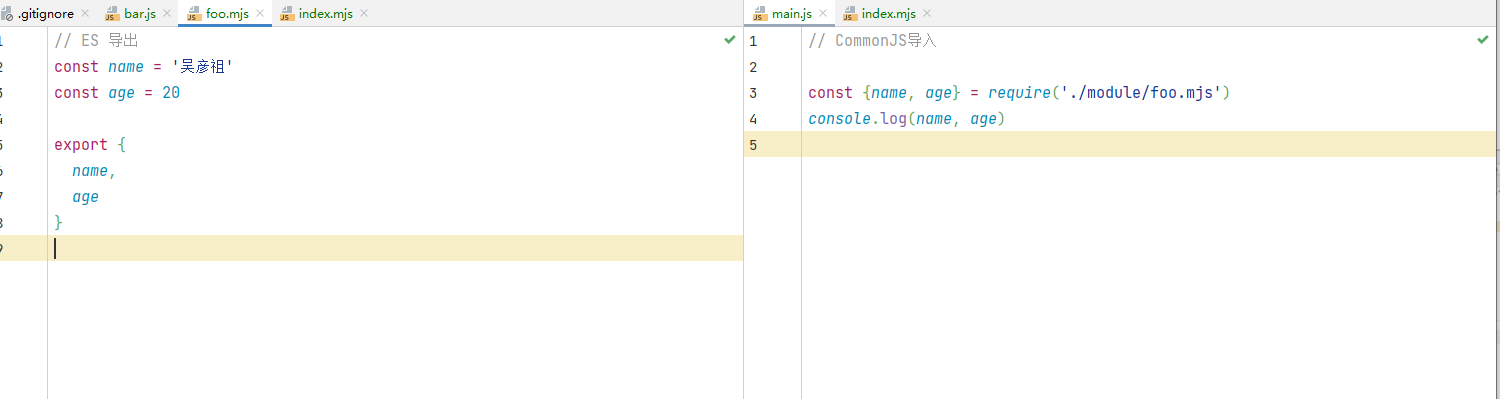 .gitignore bar.js foo.mjs index.mjs
1 // ES 导出
2 const name = '吴彦祖'
3 const age = 20
4
5 export {
6 name,
7 age
8 }
9
main.js index.mjs
1 // CommonJS导入
2
3 const {name, age} = require('./module/foo.mjs')
4 console.log(name, age)
5